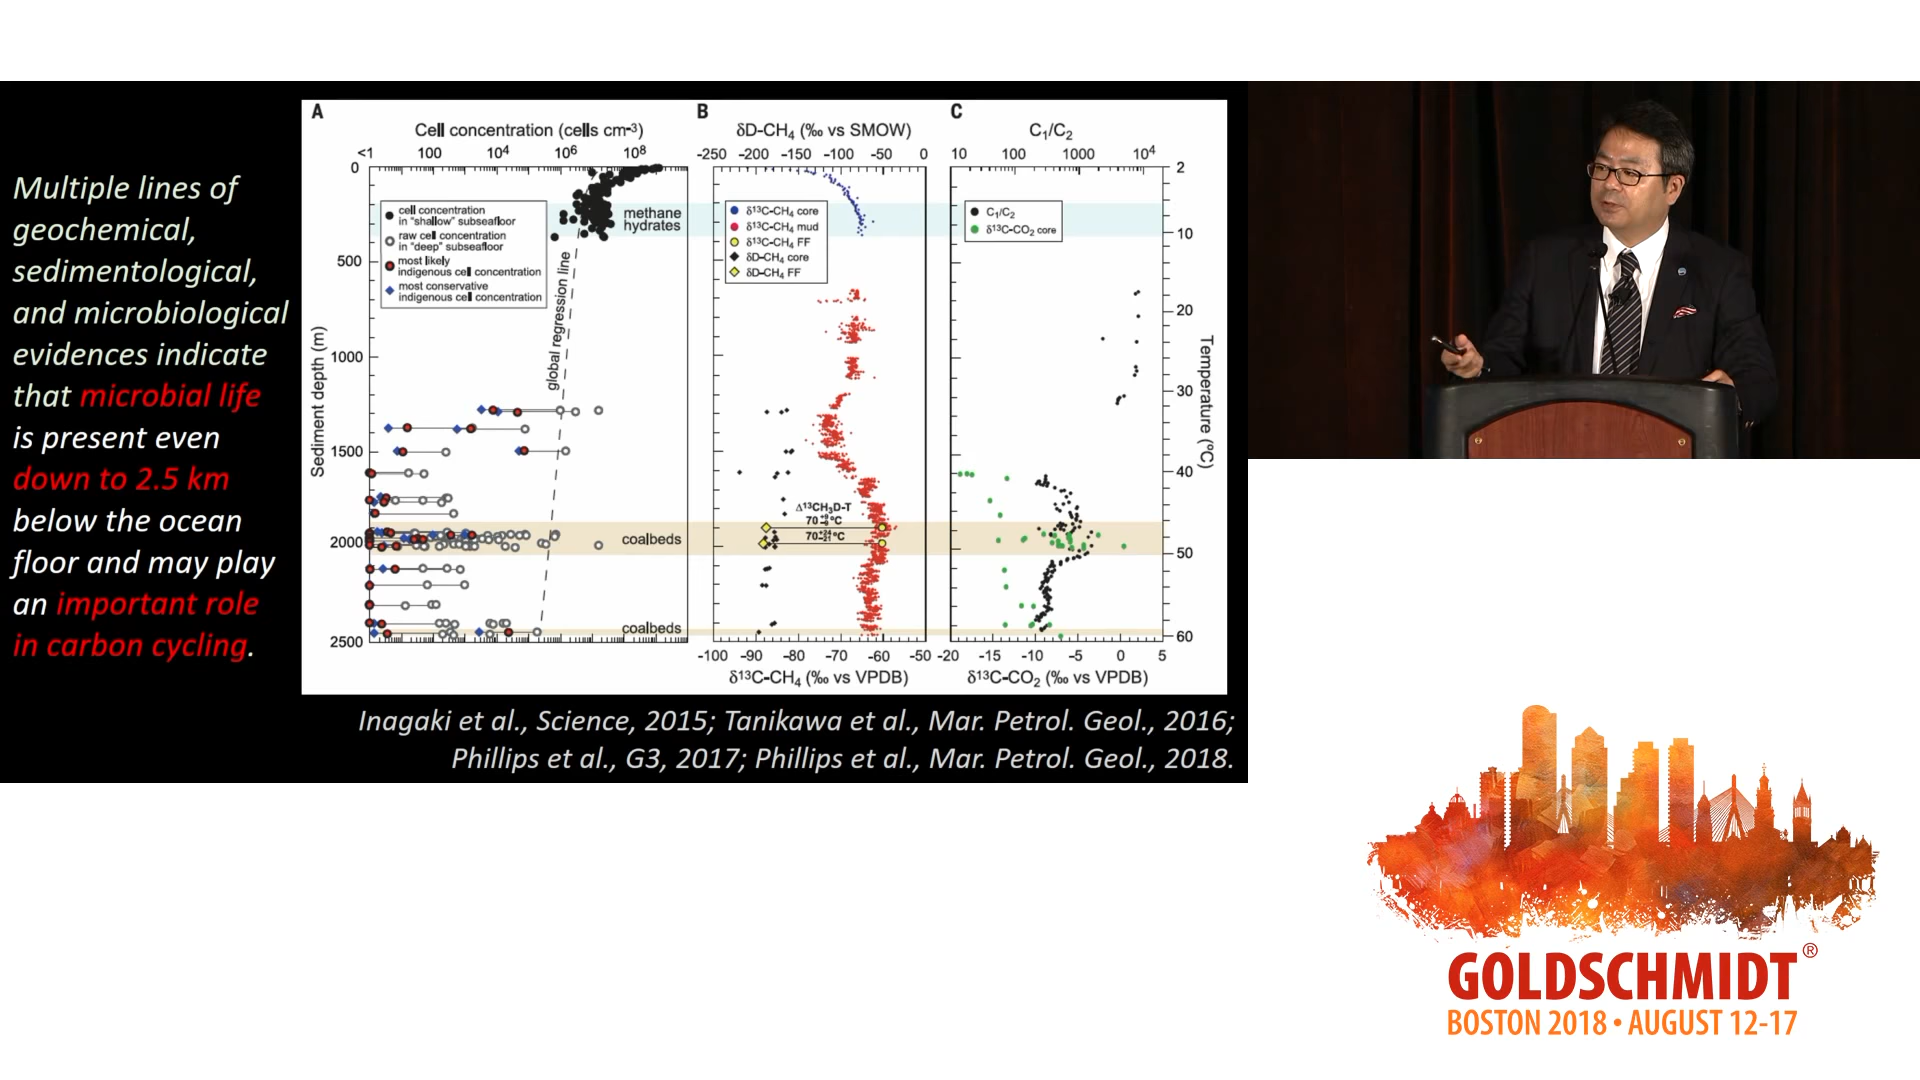 Multiple lines of
geochemical,
sedimentological,
and microbiological
evidences indicate
that microbial life
is present even
down to 2.5 km
below the ocean
floor and may play
an important role
in carbon cycling.
A
Cell concentration (cells cm-3)
<1 100 10⁴ 10⁶ 10⁸
0
500
1000
1500
2000
2500
Sediment depth (m)
cell concentration
in "shallow" subseafloor
raw cell concentration
in "deep" subseafloor
most likely
indigenous cell concentration
most conservative
indigenous cell concentration
methane
hydrates
global regression line
coalbeds
coalbeds
B
δD-CH₄ (‰ vs SMOW)
-250 -200 -150 -100 -50 0
δ¹³C-CH₄ core
δ¹³C-CH₄ mud
δ¹³C-CH₄ FF
δD-CH₄ core
δD-CH₄ FF
Δ¹³CH₃D-T
-100 -90 -80 -70 -60 -50
δ¹³C-CH₄ (‰ vs VPDB)
C
C₁/C₂
10 100 1000 10⁴
C₁/C₂
δ¹³C-CO₂ core
2
10
20
30
40
50
60
Temperature (ºC)
-20 -15 -10 -5 0 5
δ¹³C-CO₂ (‰ vs VPDB)
Inagaki et al., Science, 2015; Tanikawa et al., Mar. Petrol. Geol., 2016;
Phillips et al., G3, 2017; Phillips et al., Mar. Petrol. Geol., 2018.
GOLDSCHMIDT®
BOSTON 2018 • AUGUST 12-17